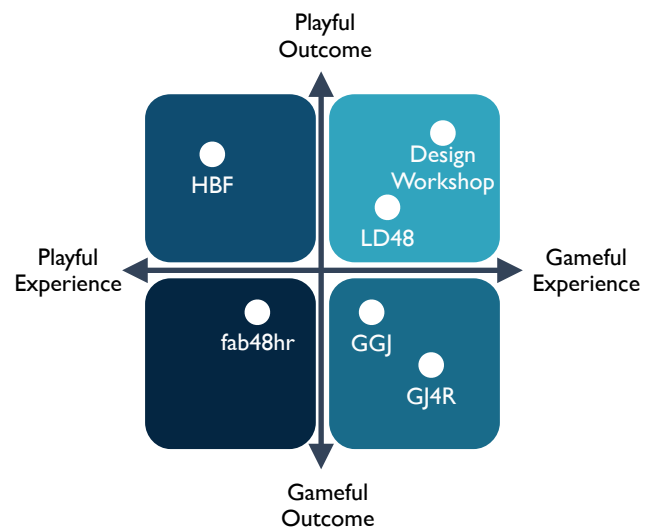 Playful
Outcome
Design
Workshop
HBF
LD48
Playful
Experience
Gameful
Experience
fab48hr
GGJ
GJ4R
Gameful
Outcome